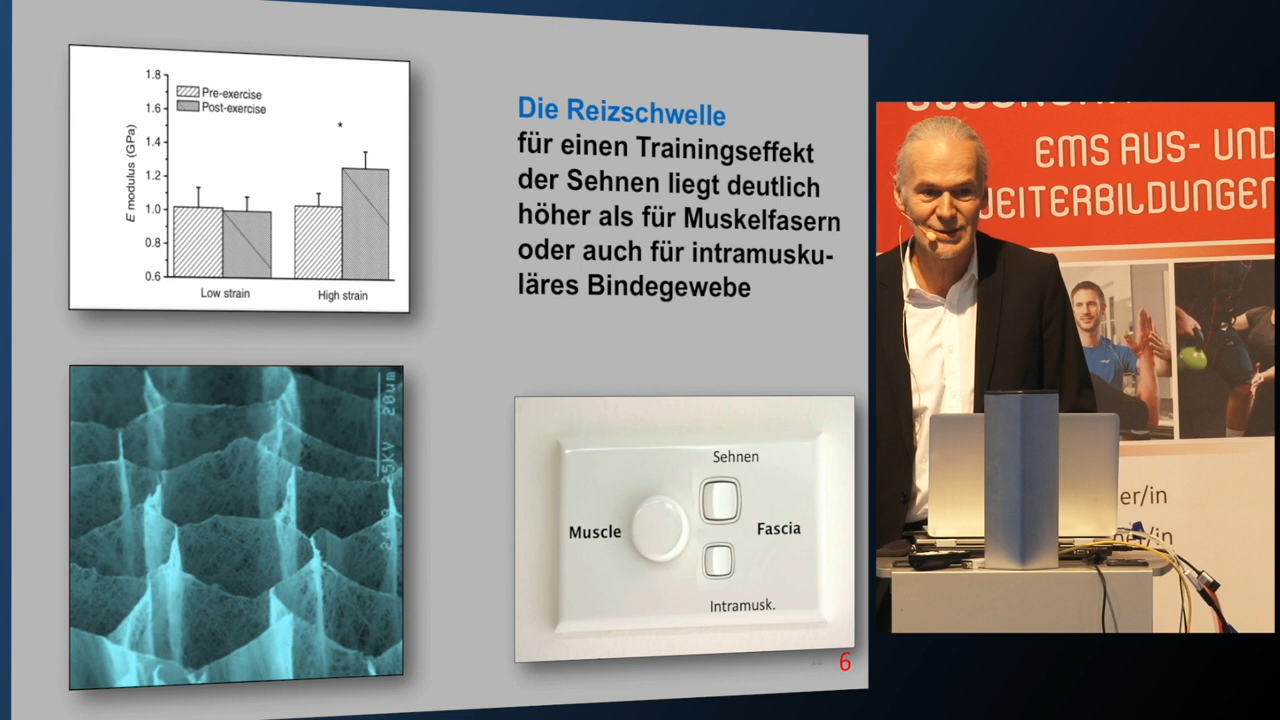 1.8
1.6
1.4
1.2
1.0
0.8
0.6
E modulus (GPa)
Pre-exercise
Post-exercise
*
Low strain
High strain
Die Reizschwelle
für einen Trainingseffekt
der Sehnen liegt deutlich
höher als für Muskelfasern
oder auch für intramusku-
läres Bindegewebe
20um
Sehnen
Muscle
Fascia
Intramusk.
6
EMS AUS- UND
WEITERBILDUNGEN
er/in